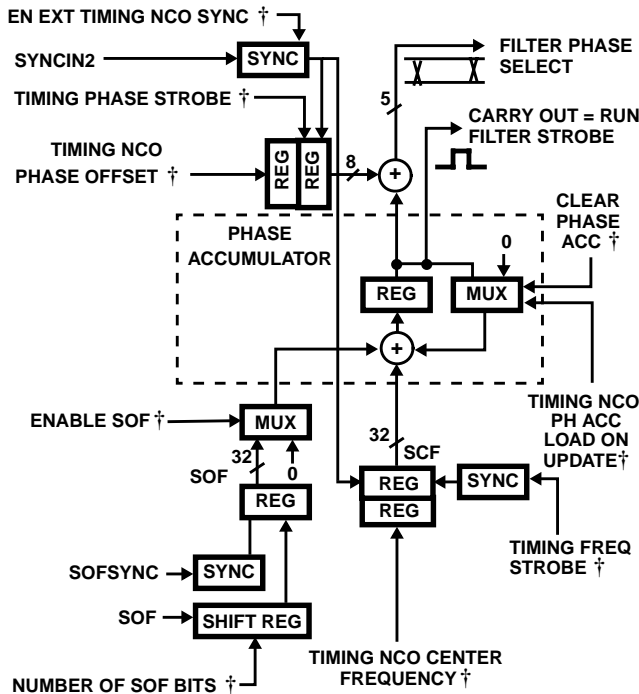 EN EXT TIMING NCO SYNC †
SYNCIN2
SYNC
TIMING PHASE STROBE †
TIMING NCO
PHASE OFFSET †
REG
REG
8
5
+
FILTER PHASE
SELECT
CARRY OUT = RUN
FILTER STROBE
CLEAR
PHASE
ACC †
PHASE
ACCUMULATOR
0
REG
MUX
+
TIMING NCO
PH ACC
LOAD ON
UPDATE†
ENABLE SOF †
MUX
32
SOF
0
REG
32
SCF
REG
REG
SYNC
TIMING FREQ
STROBE †
SOFSYNC
SYNC
SOF
SHIFT REG
NUMBER OF SOF BITS †
TIMING NCO CENTER
FREQUENCY †